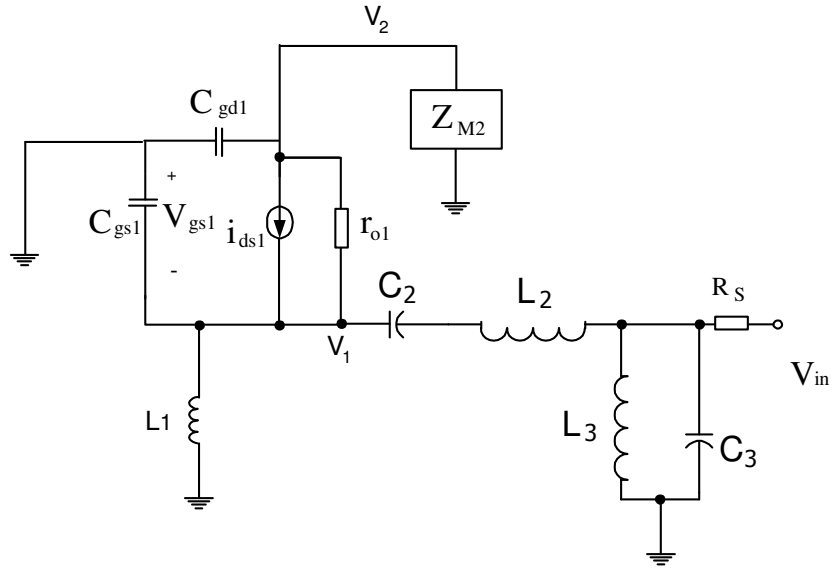 V2
Cgd1
ZM2
+
Cgs1
Vgs1
ids1
ro1
-
C2
L2
RS
V1
Vin
L1
L3
C3